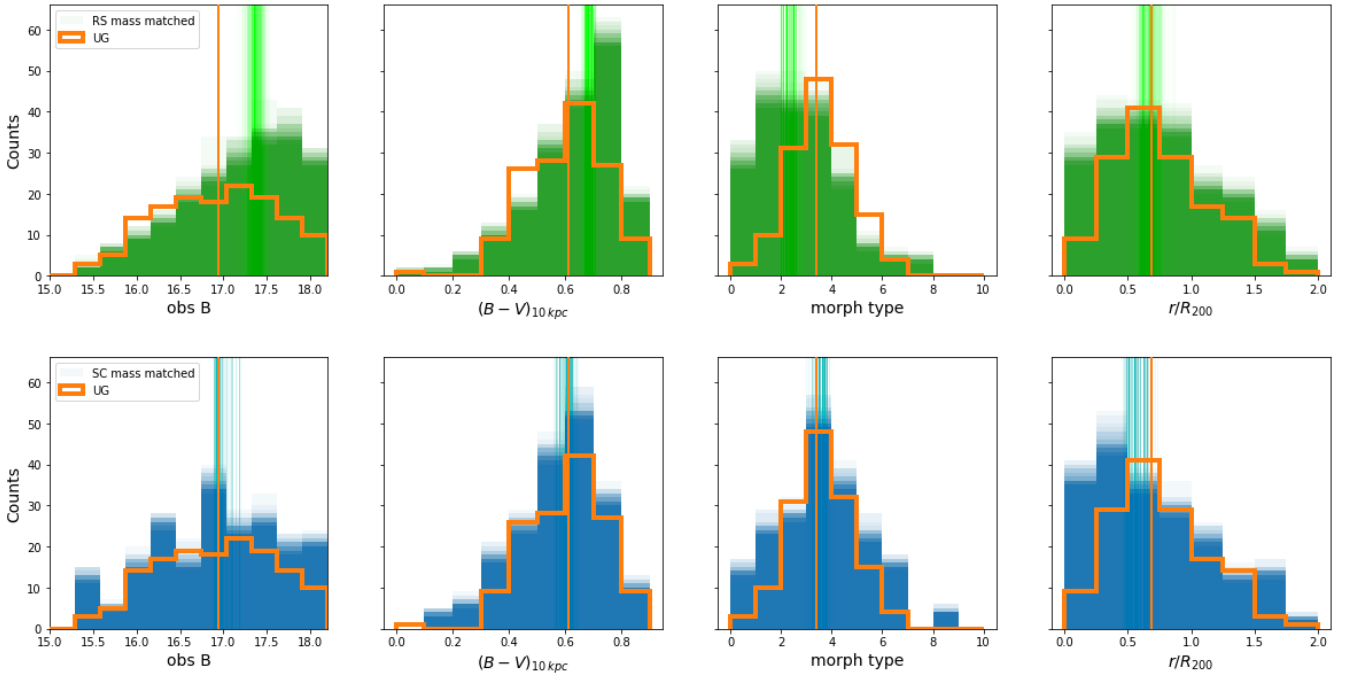 RS mass matched
UG
Counts
0 10 20 30 40 50 60
15.0 15.5 16.0 16.5 17.0 17.5 18.0
obs B
0.0 0.2 0.4 0.6 0.8
(B − V)10 kpc
0 2 4 6 8 10
morph type
0.0 0.5 1.0 1.5 2.0
r/R200
SC mass matched
UG
Counts
0 10 20 30 40 50 60
15.0 15.5 16.0 16.5 17.0 17.5 18.0
obs B
0.0 0.2 0.4 0.6 0.8
(B − V)10 kpc
0 2 4 6 8 10
morph type
0.0 0.5 1.0 1.5 2.0
r/R200